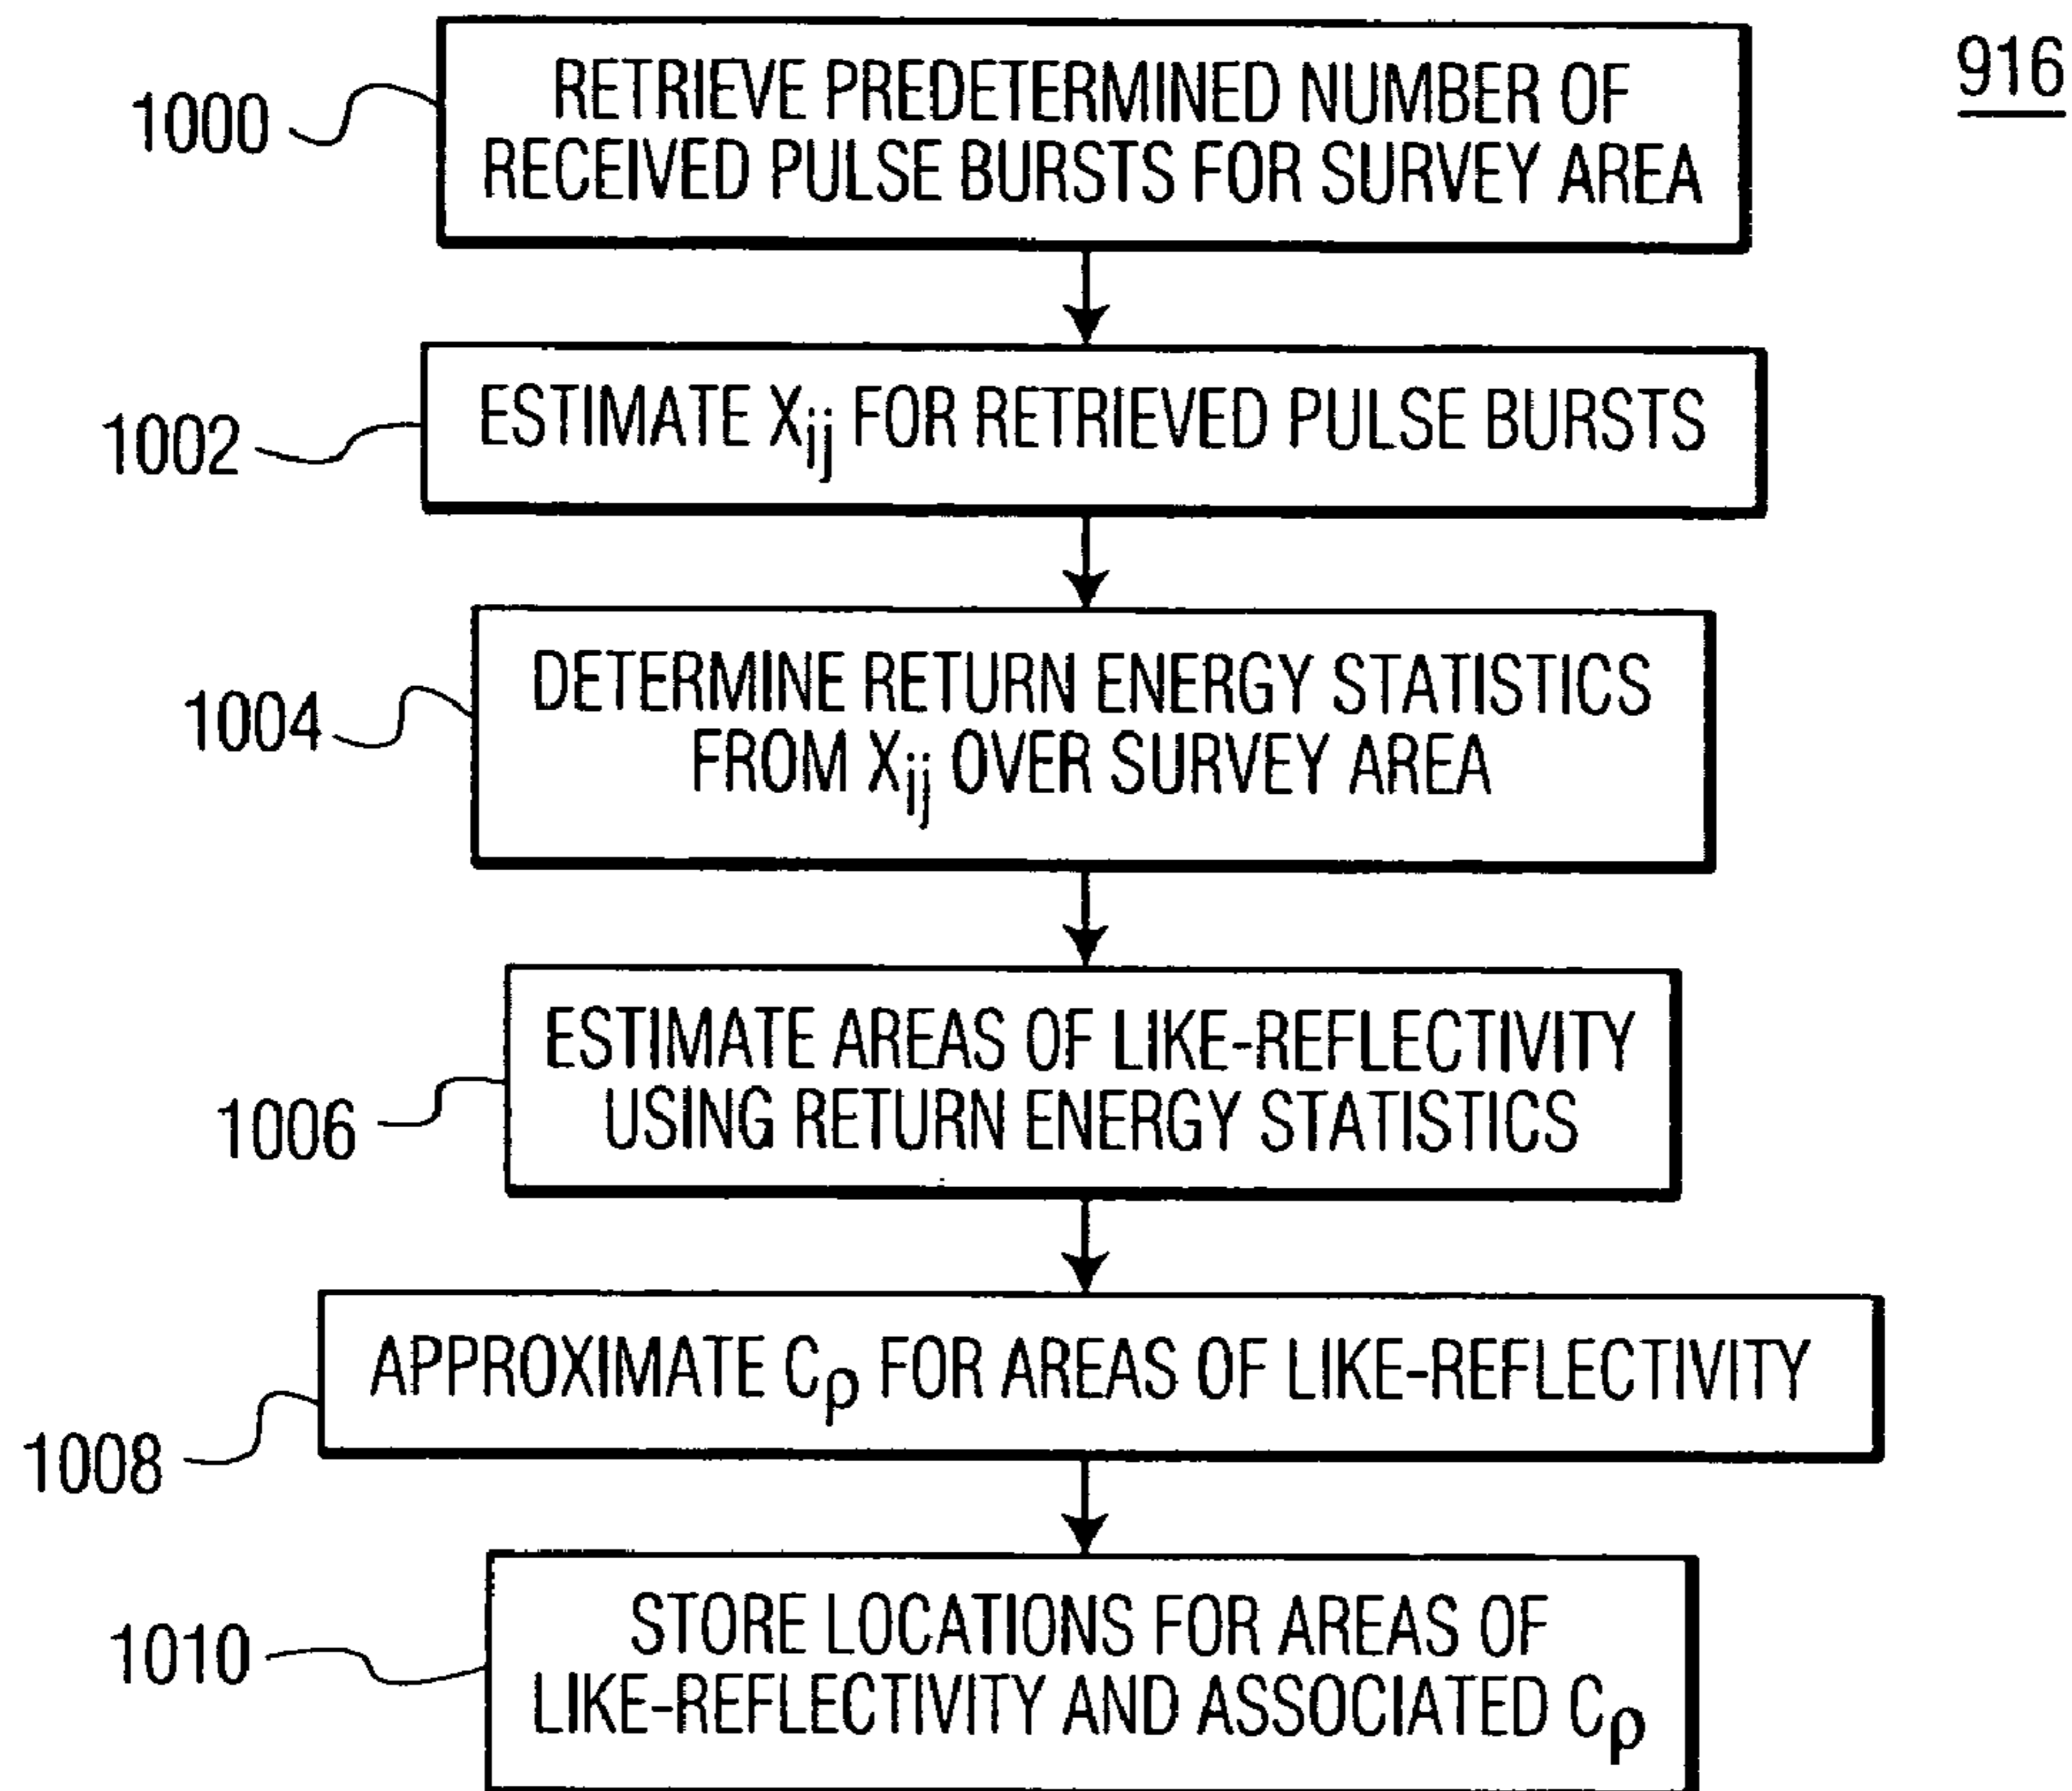 916
1000
RETRIEVE PREDETERMINED NUMBER OF
RECEIVED PULSE BURSTS FOR SURVEY AREA
1002
ESTIMATE Xij FOR RETRIEVED PULSE BURSTS
1004
DETERMINE RETURN ENERGY STATISTICS
FROM Xij OVER SURVEY AREA
1006
ESTIMATE AREAS OF LIKE-REFLECTIVITY
USING RETURN ENERGY STATISTICS
1008
APPROXIMATE Cρ FOR AREAS OF LIKE-REFLECTIVITY
1010
STORE LOCATIONS FOR AREAS OF
LIKE-REFLECTIVITY AND ASSOCIATED Cρ